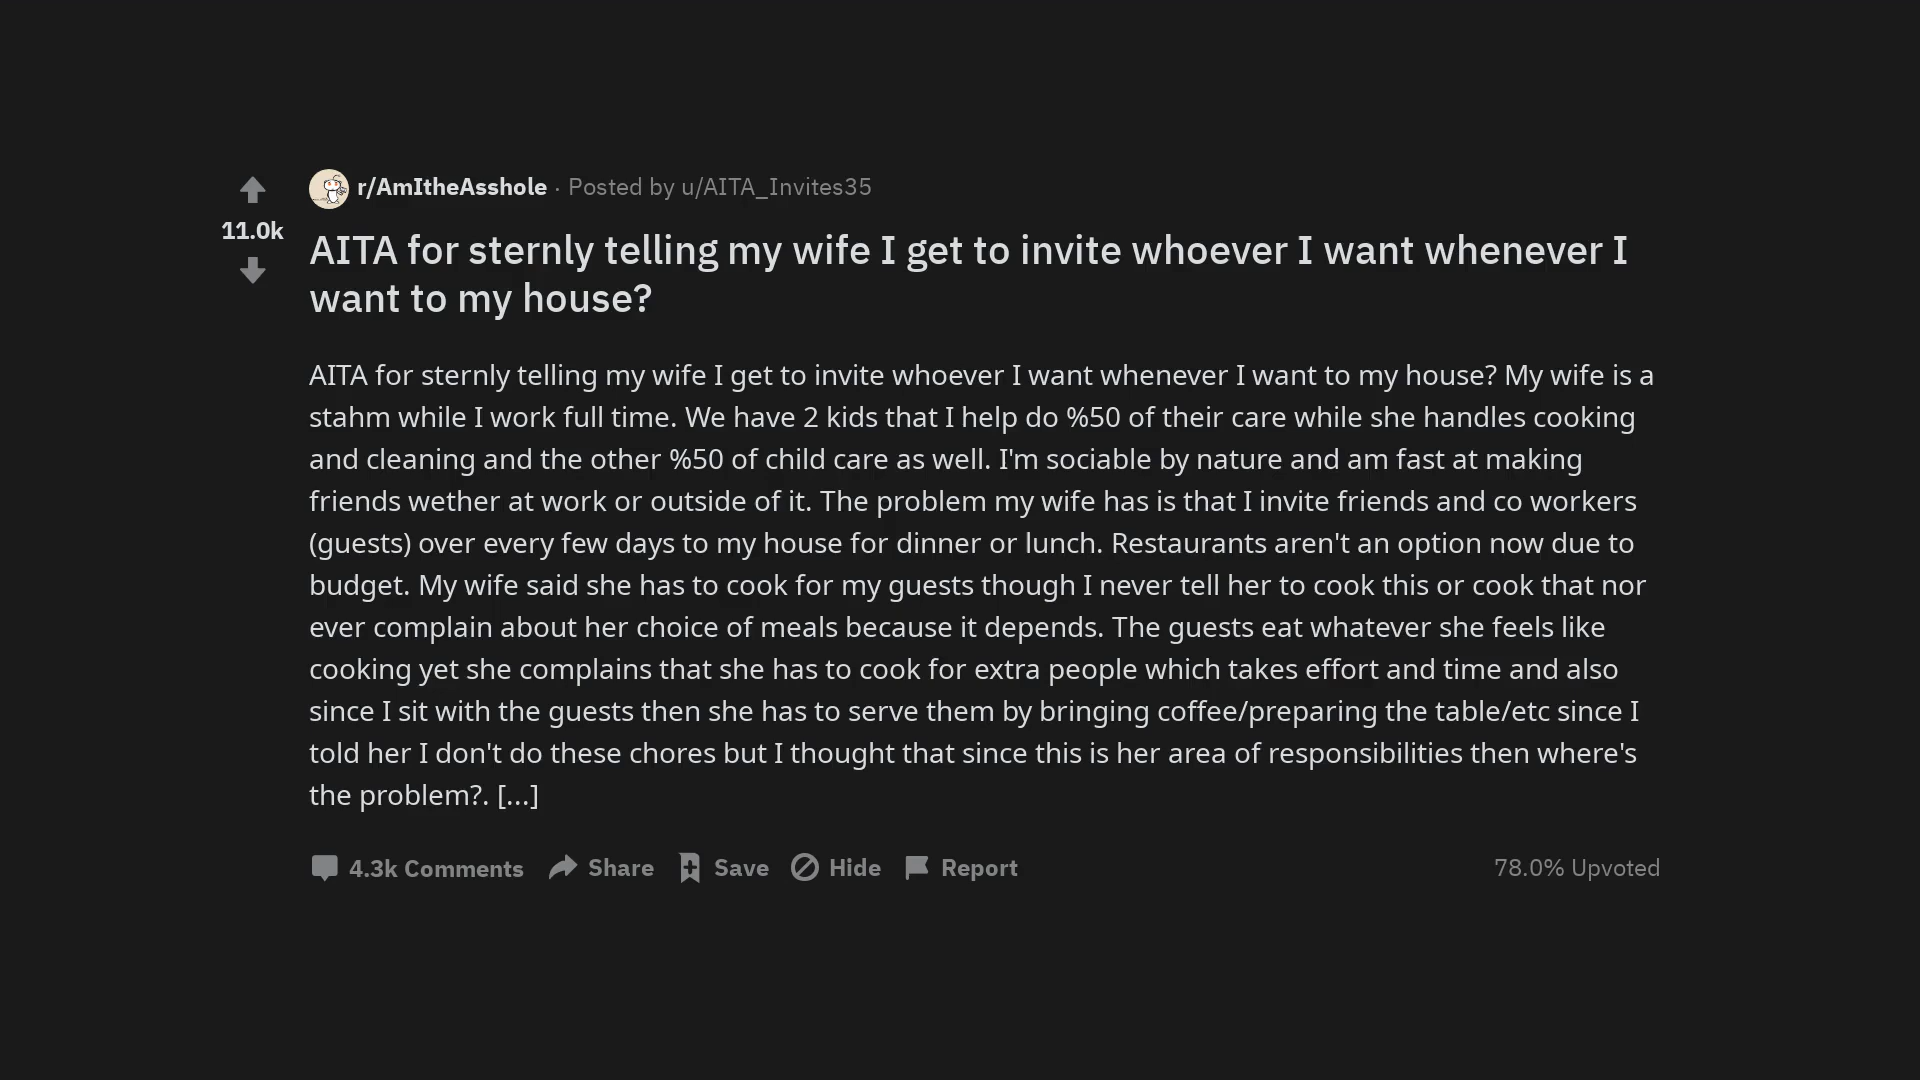 r/AmItheAsshole · Posted by u/AITA_Invites35
11.0k
AITA for sternly telling my wife I get to invite whoever I want whenever I
want to my house?
AITA for sternly telling my wife I get to invite whoever I want whenever I want to my house? My wife is a
stahm while I work full time. We have 2 kids that I help do %50 of their care while she handles cooking
and cleaning and the other %50 of child care as well. I'm sociable by nature and am fast at making
friends wether at work or outside of it. The problem my wife has is that I invite friends and co workers
(guests) over every few days to my house for dinner or lunch. Restaurants aren't an option now due to
budget. My wife said she has to cook for my guests though I never tell her to cook this or cook that nor
ever complain about her choice of meals because it depends. The guests eat whatever she feels like
cooking yet she complains that she has to cook for extra people which takes effort and time and also
since I sit with the guests then she has to serve them by bringing coffee/preparing the table/etc since I
told her I don't do these chores but I thought that since this is her area of responsibilities then where's
the problem?. [...]
4.3k Comments Share Save Hide Report 78.0% Upvoted